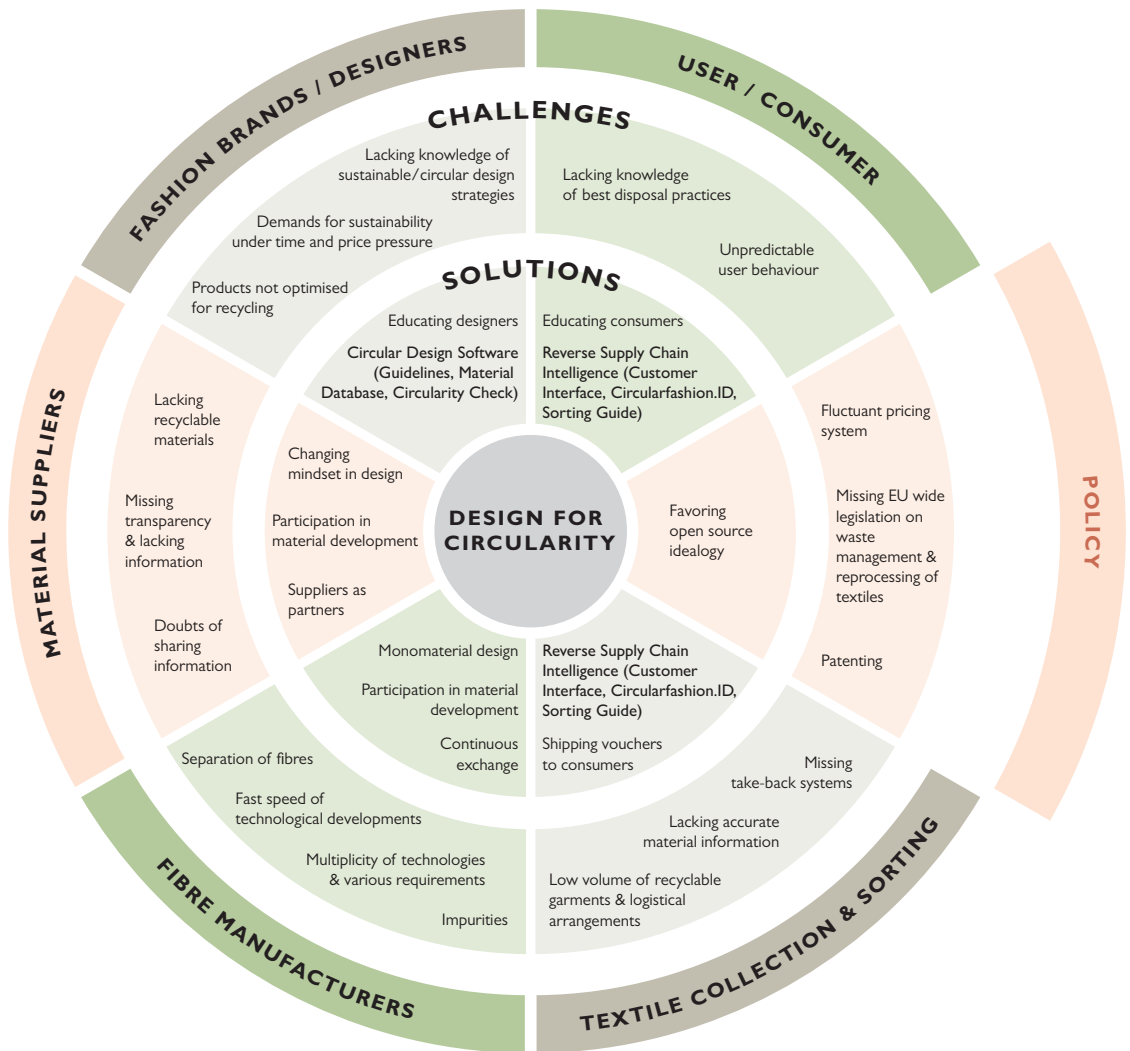 FASHION BRANDS / DESIGNERS
USER / CONSUMER
CHALLENGES
Lacking knowledge of
sustainable/circular design
strategies
Demands for sustainability
under time and price pressure
Products not optimised
for recycling
Lacking knowledge
of best disposal practices
Unpredictable
user behaviour
SOLUTIONS
Educating designers
Circular Design Software
(Guidelines, Material
Database, Circularity Check)
Educating consumers
Reverse Supply Chain
Intelligence (Customer
Interface, Circularfashion.ID,
Sorting Guide)
MATERIAL SUPPLIERS
Lacking
recyclable
materials
Missing
transparency
& lacking
information
Doubts of
sharing
information
Changing
mindset in design
Participation in
material development
Suppliers as
partners
DESIGN FOR
CIRCULARITY
Favoring
open source
idealogy
Fluctuant pricing
system
Missing EU wide
legislation on
waste
management &
reprocessing of
textiles
Patenting
POLICY
Monomaterial design
Participation in material
development
Continuous
exchange
Reverse Supply Chain
Intelligence (Customer
Interface, Circularfashion.ID,
Sorting Guide)
Shipping vouchers
to consumers
Separation of fibres
Fast speed of
technological developments
Multiplicity of technologies
& various requirements
Impurities
Missing
take-back systems
Lacking accurate
material information
Low volume of recyclable
garments & logistical
arrangements
FIBRE MANUFACTURERS
TEXTILE COLLECTION & SORTING